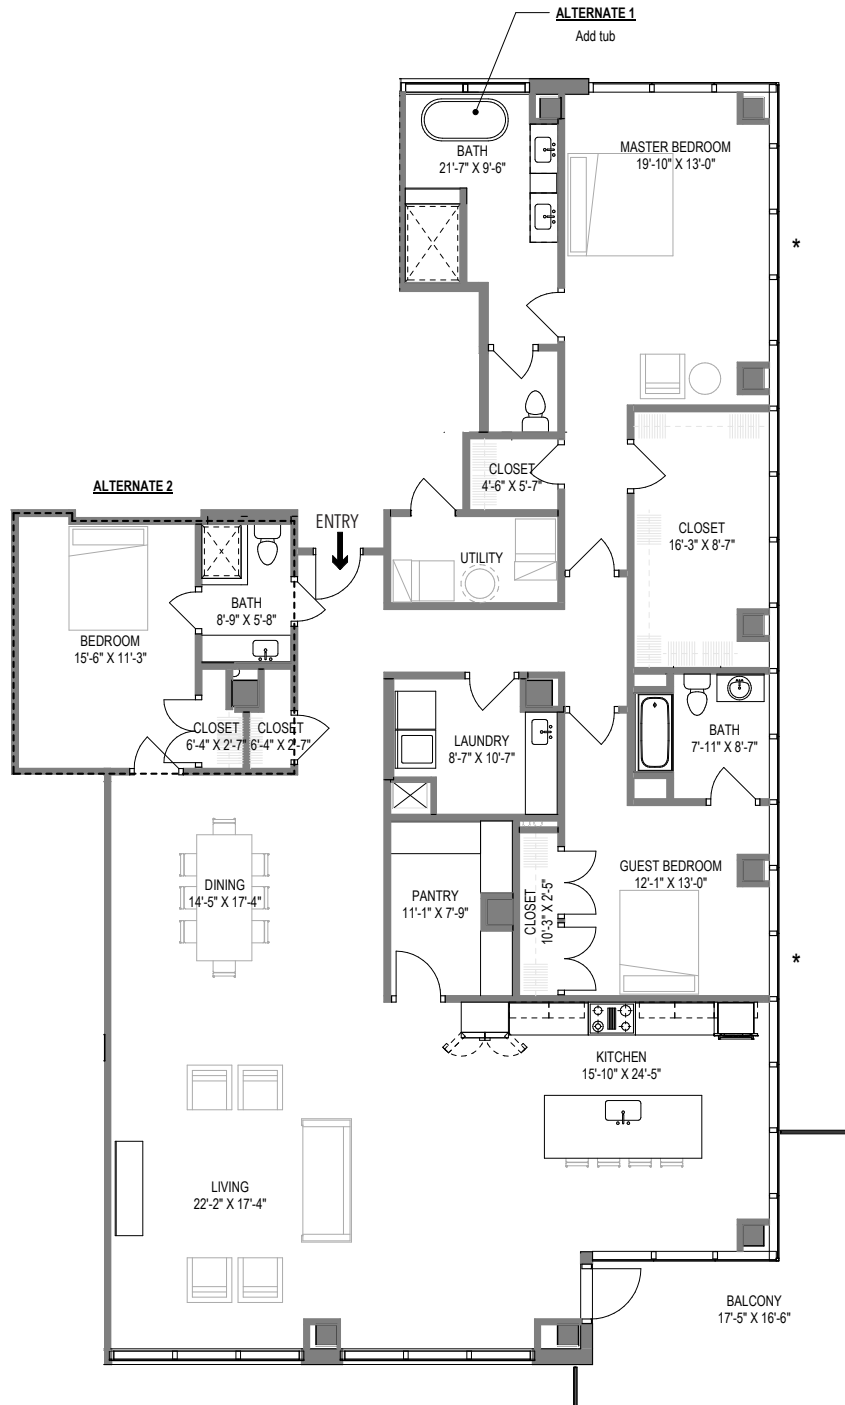 ALTERNATE 1
Add tub
BATH
21'-7" X 9'-6"
MASTER BEDROOM
19'-10" X 13'-0"
*
CLOSET
4'-6" X 5'-7"
ALTERNATE 2
ENTRY
CLOSET
16'-3" X 8'-7"
UTILITY
BATH
8'-9" X 5'-8"
BEDROOM
15'-6" X 11'-3"
CLOSET
6'-4" X 2'-7"
CLOSET
6'-4" X 2'-7"
LAUNDRY
8'-7" X 10'-7"
BATH
7'-11" X 8'-7"
DINING
14'-5" X 17'-4"
PANTRY
11'-1" X 7'-9"
CLOSET
10'-3" X 2'-5"
GUEST BEDROOM
12'-1" X 13'-0"
*
KITCHEN
15'-10" X 24'-5"
LIVING
22'-2" X 17'-4"
BALCONY
17'-5" X 16'-6"